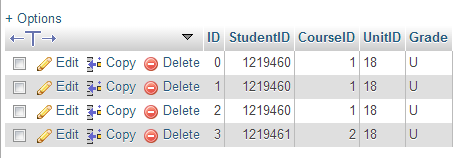 + Options
←T→ ID StudentID CourseID UnitID Grade
Edit Copy Delete 0 1219460 1 18 U
Edit Copy Delete 1 1219460 1 18 U
Edit Copy Delete 2 1219460 1 18 U
Edit Copy Delete 3 1219461 2 18 U